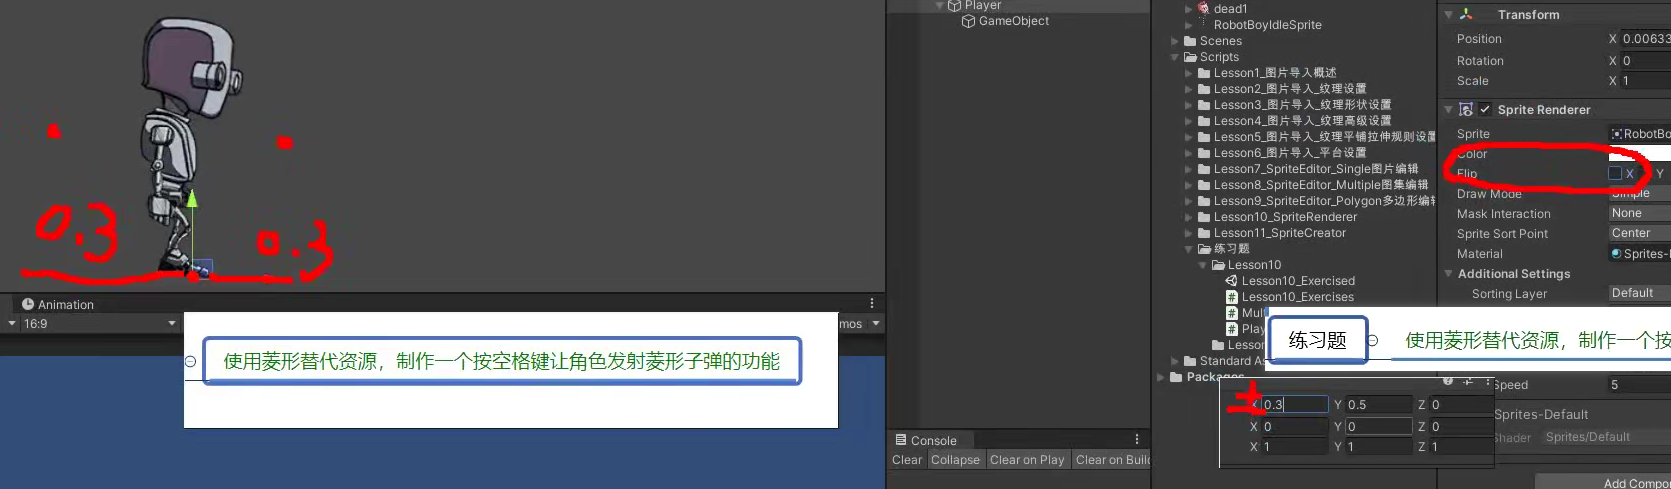 0.3
0.3
Animation
16:9
mos
使用菱形替代资源，制作一个按空格键让角色发射菱形子弹的功能
Player
GameObject
Console
Clear
Collapse
Clear on Play
Clear on Build
dead1
RobotBoyIdleSprite
Scenes
Scripts
Lesson1_图片导入概述
Lesson2_图片导入_纹理设置
Lesson3_图片导入_纹理形状设置
Lesson4_图片导入_纹理高级设置
Lesson5_图片导入_纹理平铺拉伸规则设置
Lesson6_图片导入_平台设置
Lesson7_SpriteEditor_Single图片编辑
Lesson8_SpriteEditor_Multiple图集编辑
Lesson9_SpriteEditor_Polygon多边形编辑
Lesson10_SpriteRenderer
Lesson11_SpriteCreator
练习题
Lesson10
Lesson10_Exercised
Lesson10_Exercises
Mul
Play
Lesson
Standard As
Packages
Transform
Position X 0.00633
Rotation X 0
Scale X 1
Sprite Renderer
Sprite RobotBo
Color
Flip X Y
Draw Mode Simple
Mask Interaction None
Sprite Sort Point Center
Material Sprites-
Additional Settings
Sorting Layer Default
练习题
使用菱形替代资源，制作一个按
Speed 5
± X 0.3 Y 0.5 Z 0
X 0 Y 0 Z 0
X 1 Y 1 Z 1
Sprites-Default
Shader Sprites/Default
Add Compo